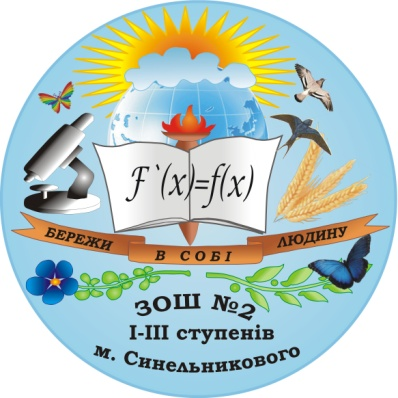 F`(x)=f(x)
БЕРЕЖИ В СОБІ ЛЮДИНУ
ЗОШ №2
І-ІІІ ступенів
м. Синельникового